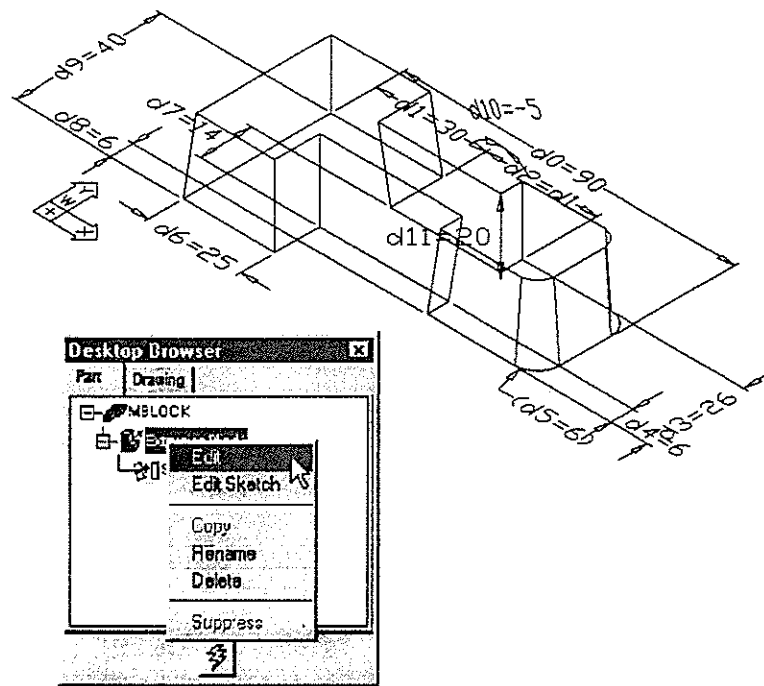 d9=40
d10=-5
d7=14
d1=30
d0=90
d8=6
d2=d1
W
Y
X
d11=20
d6=25
(d5=6)
d4=6
d3=26
Desktop Browser
Part Drawing
MBLOCK
Edit
Edit Sketch
Copy
Rename
Delete
Suppress